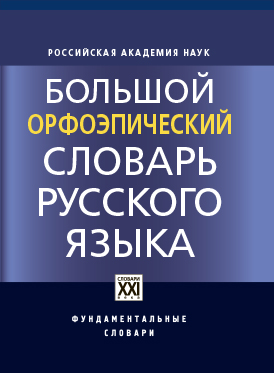 РОССИЙСКАЯ АКАДЕМИЯ НАУК
БОЛЬШОЙ
ОРФОЭПИЧЕСКИЙ
СЛОВАРЬ
РУССКОГО
ЯЗЫКА
СЛОВАРИ
XXI
ВЕКА
ФУНДАМЕНТАЛЬНЫЕ
СЛОВАРИ